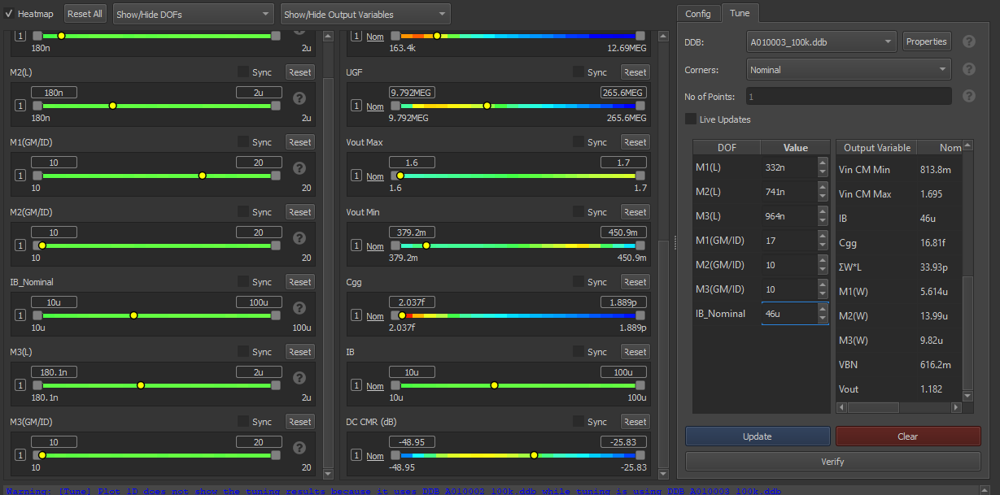 Heatmap Reset All Show/Hide DOFs Show/Hide Output Variables
1
180n 2u
M2(L) Sync Reset
180n 2u
1
180n 2u
M1(GM/ID) Sync Reset
10 20
1
10 20
M2(GM/ID) Sync Reset
10 20
1
10 20
IB_Nominal Sync Reset
10u 100u
1
10u 100u
M3(L) Sync Reset
180.1n 2u
1
180.1n 2u
M3(GM/ID) Sync Reset
10 20
1
10 20
1 Nom
163.4k 12.69MEG
UGF Sync Reset
9.792MEG 265.6MEG
1 Nom
9.792MEG 265.6MEG
Vout Max Sync Reset
1.6 1.7
1 Nom
1.6 1.7
Vout Min Sync Reset
379.2m 450.9m
1 Nom
379.2m 450.9m
Cgg Sync Reset
2.037f 1.889p
1 Nom
2.037f 1.889p
IB Sync Reset
10u 100u
1 Nom
10u 100u
DC CMR (dB) Sync Reset
-48.95 -25.83
1 Nom
-48.95 -25.83
Config Tune
DDB: A010003_100k.ddb Properties ?
Corners: Nominal ?
No of Points: 1 ?
Live Updates
DOF Value
M1(L) 332n
M2(L) 741n
M3(L) 964n
M1(GM/ID) 17
M2(GM/ID) 10
M3(GM/ID) 10
IB_Nominal 46u
Output Variable Nom
Vin CM Min 813.8m
Vin CM Max 1.695
IB 46u
Cgg 16.81f
ΣW*L 33.93p
M1(W) 5.614u
M2(W) 13.99u
M3(W) 9.82u
VBN 616.2m
Vout 1.182
Update Clear
Verify
Warning: [Tune] Plot 1D does not show the tuning results because it uses DDB A010002_100k.ddb while tuning is using DDB A010003_100k.ddb